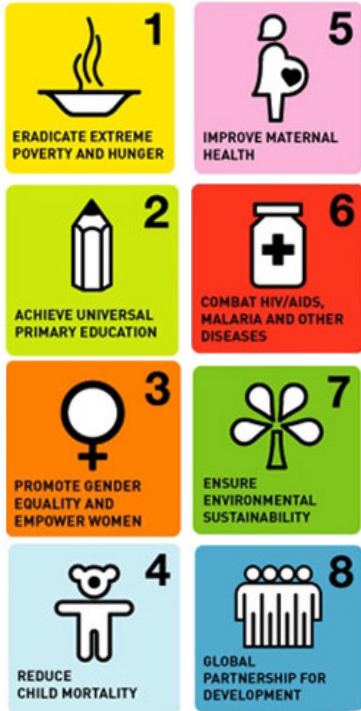 1
ERADICATE EXTREME
POVERTY AND HUNGER
2
ACHIEVE UNIVERSAL
PRIMARY EDUCATION
3
PROMOTE GENDER
EQUALITY AND
EMPOWER WOMEN
4
REDUCE
CHILD MORTALITY
5
IMPROVE MATERNAL
HEALTH
6
COMBAT HIV/AIDS,
MALARIA AND OTHER
DISEASES
7
ENSURE
ENVIRONMENTAL
SUSTAINABILITY
8
GLOBAL
PARTNERSHIP FOR
DEVELOPMENT